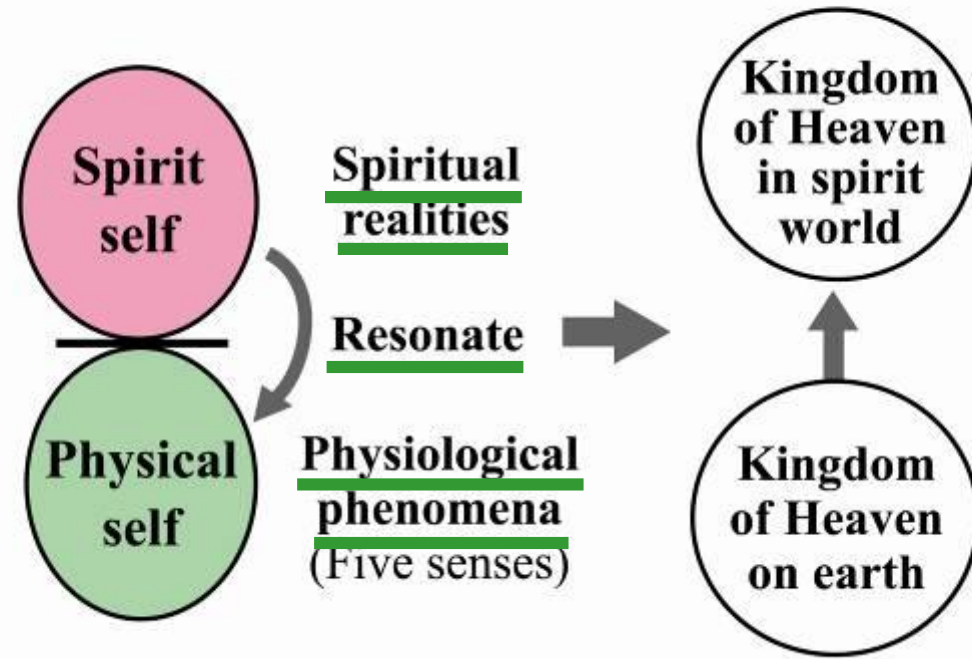 Spirit
self
Physical
self
Spiritual
realities
Resonate
Physiological
phenomena
(Five senses)
Kingdom
of Heaven
in spirit
world
Kingdom
of Heaven
on earth